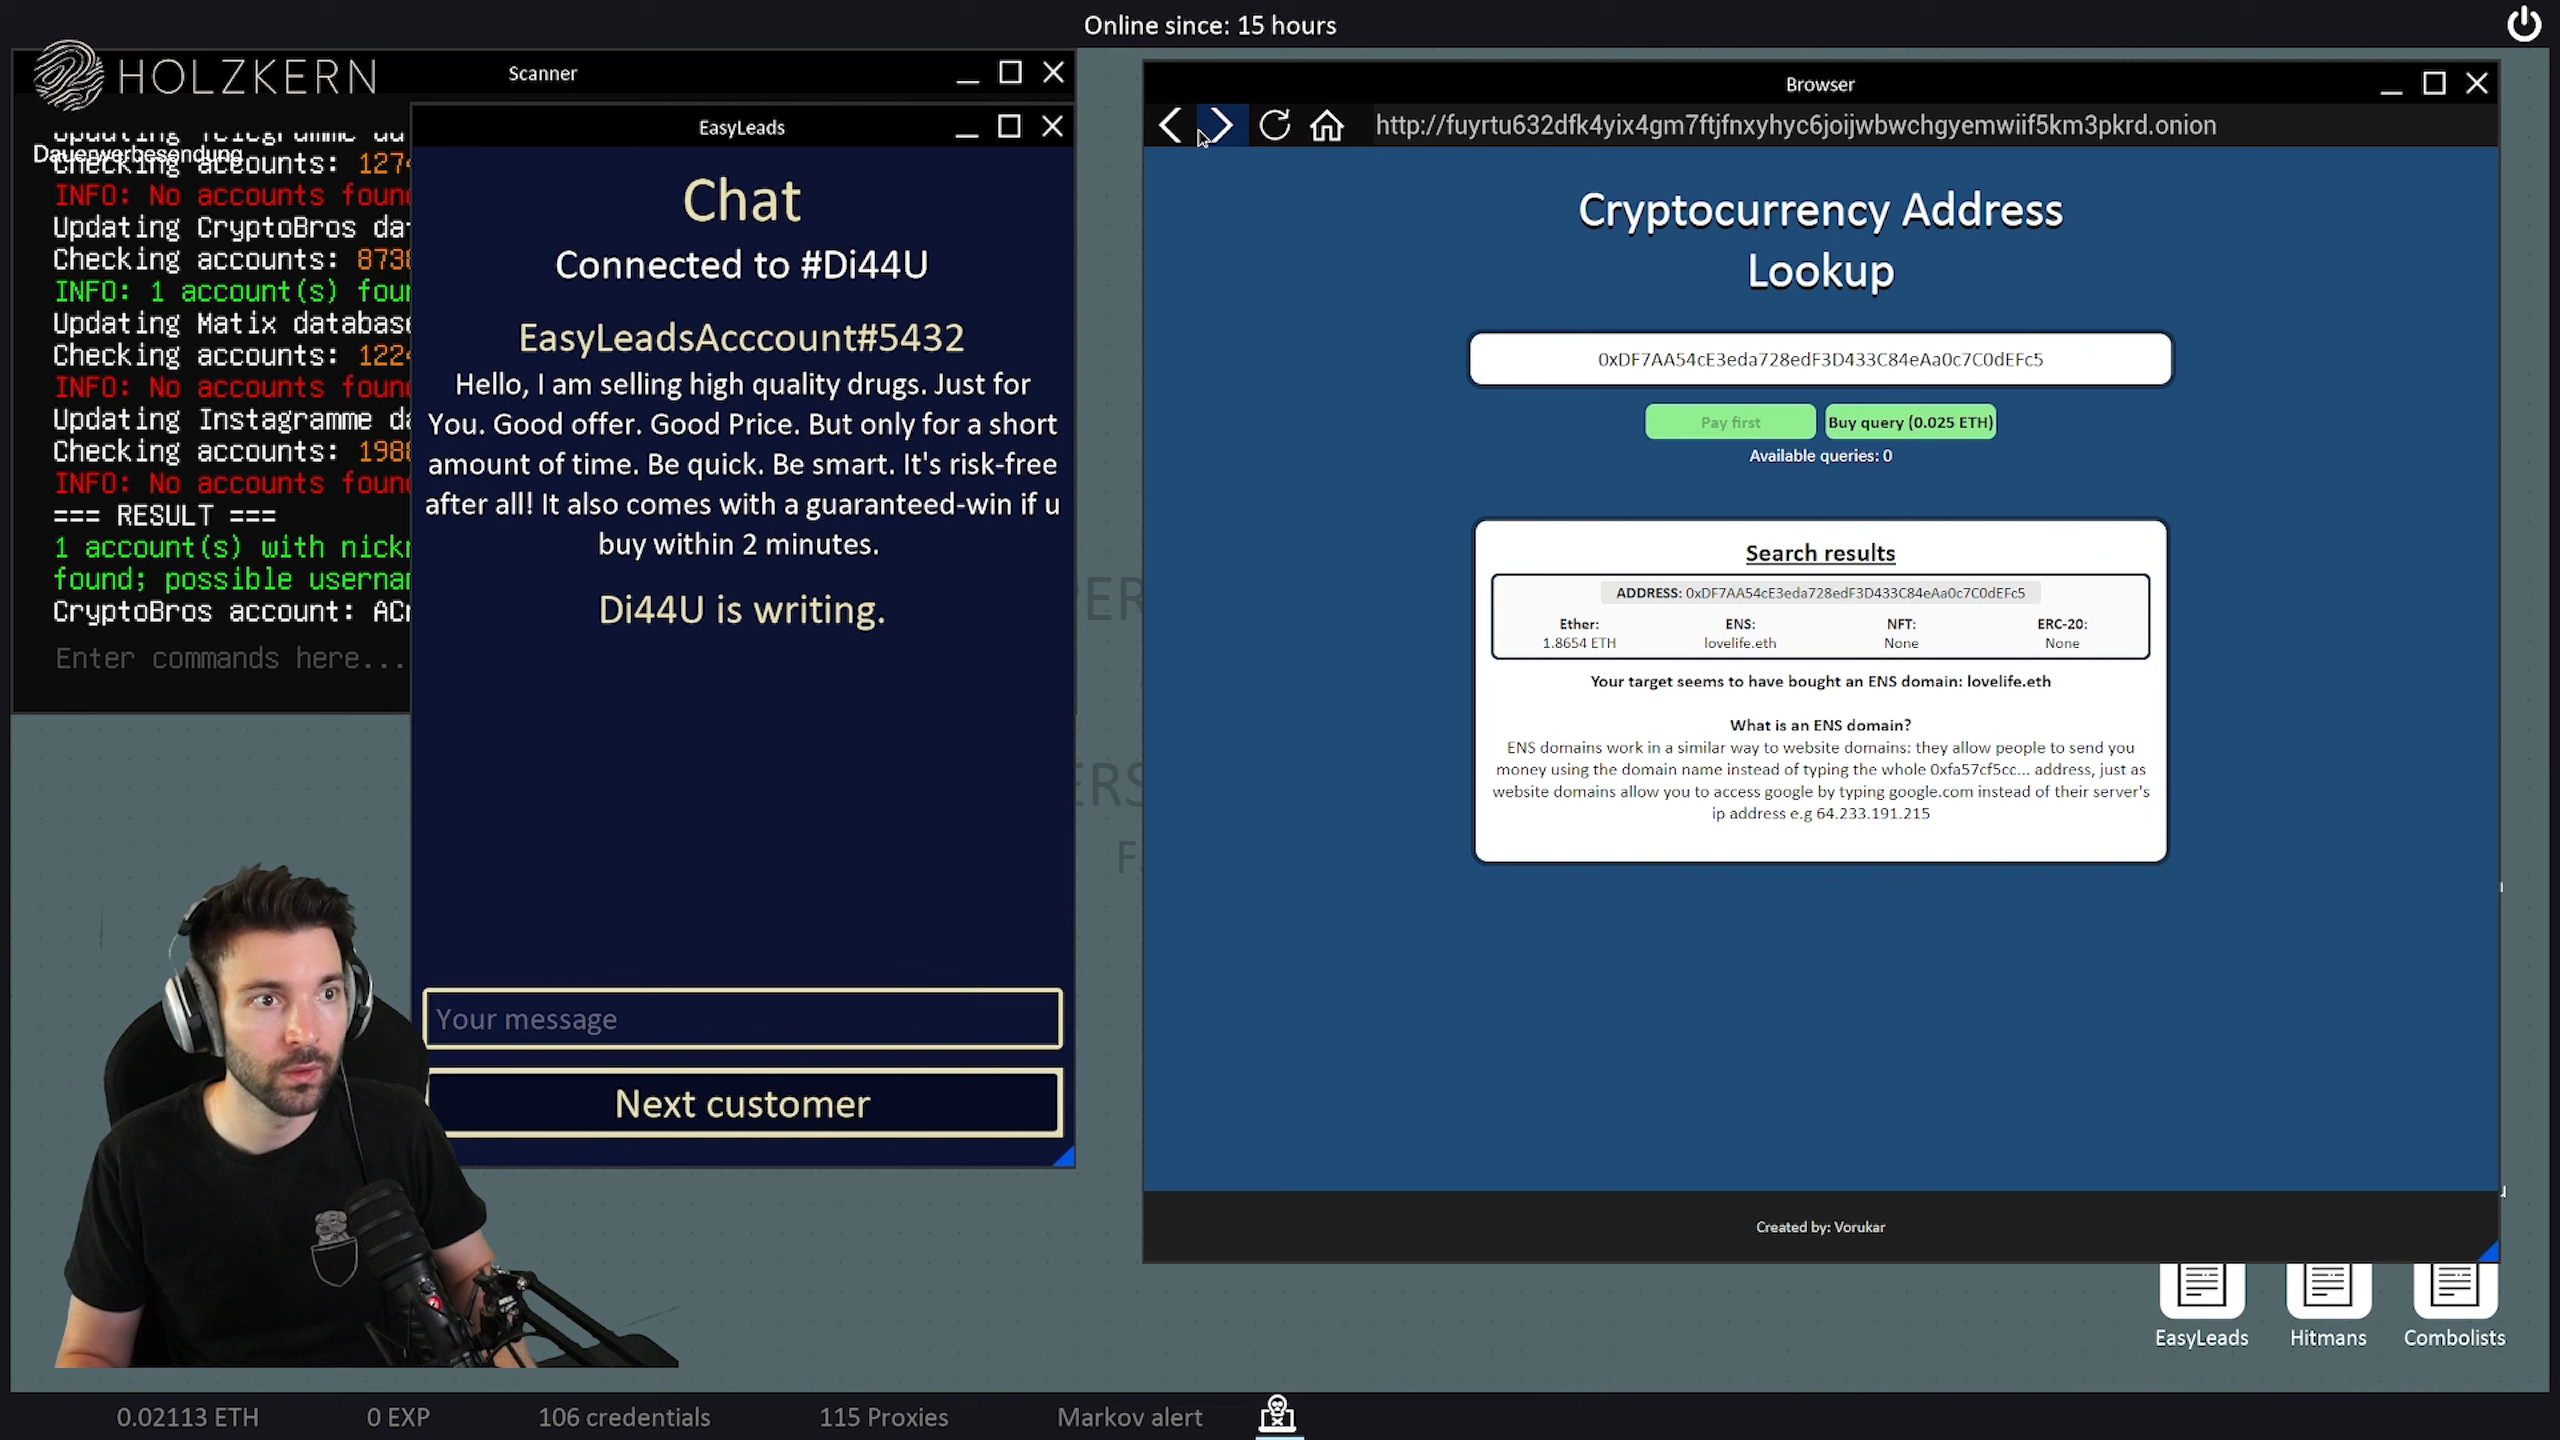 Online since: 15 hours
HOLZKERN
Dauerwerbesendung
Scanner
Checking accounts: 1274
INFO: No accounts foun
Updating CryptoBros da
Checking accounts: 873
INFO: 1 account(s) four
Updating Matix database
Checking accounts: 1224
INFO: No accounts foun
Updating Instagramme da
Checking accounts: 198
INFO: No accounts foun
=== RESULT ===
1 account(s) with nick
found; possible userna
CryptoBros account: AC
Enter commands here...
EasyLeads
Chat
Connected to #Di44U
EasyLeadsAcccount#5432
Hello, I am selling high quality drugs. Just for
You. Good offer. Good Price. But only for a short
amount of time. Be quick. Be smart. It's risk-free
after all! It also comes with a guaranteed-win if u
buy within 2 minutes.
Di44U is writing.
Your message
Next customer
Browser
http://fuyrtu632dfk4yix4gm7ftjfnxyhyc6joijwbwchgyemwiif5km3pkrd.onion
Cryptocurrency Address
Lookup
0xDF7AA54cE3eda728edF3D433C84eAa0c7C0dEFc5
Pay first
Buy query (0.025 ETH)
Available queries: 0
Search results
ADDRESS: 0xDF7AA54cE3eda728edF3D433C84eAa0c7C0dEFc5
Ether: ENS: NFT: ERC-20:
1.8654 ETH lovelife.eth None None
Your target seems to have bought an ENS domain: lovelife.eth
What is an ENS domain?
ENS domains work in a similar way to website domains: they allow people to send you
money using the domain name instead of typing the whole 0xfa57cf5cc... address, just as
website domains allow you to access google by typing google.com instead of their server's
ip address e.g 64.233.191.215
Created by: Vorukar
EasyLeads
Hitmans
Combolists
0.02113 ETH
0 EXP
106 credentials
115 Proxies
Markov alert